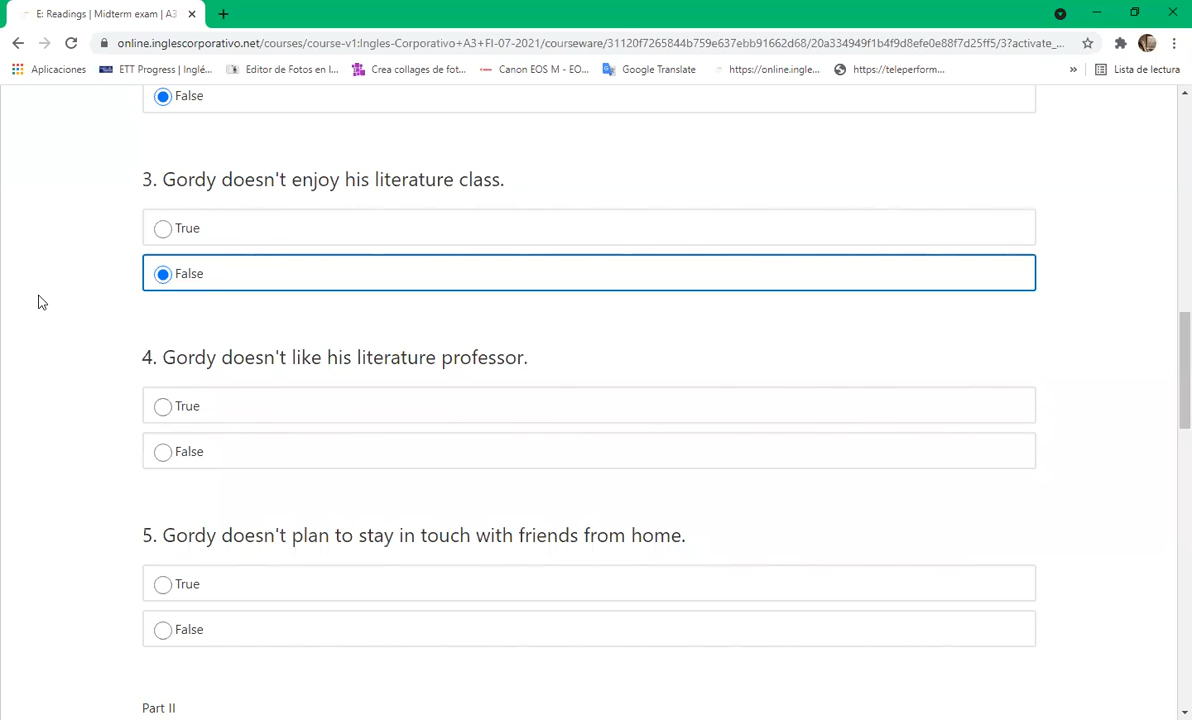 E: Readings | Midterm exam | A3
online.inglescorporativo.net/courses/course-v1:Ingles-Corporativo+A3+FI-07-2021/courseware/31120f7265844b759e637ebb91662d68/20a334949f1b4f9d8efe0e88f7d25ff5/3?activate_...
Aplicaciones ETT Progress | Inglé... Editor de Fotos en l... Crea collages de fot... Canon EOS M - EO... Google Translate https://online.ingle... https://teleperform... » Lista de lectura
False
3. Gordy doesn't enjoy his literature class.
True
False
4. Gordy doesn't like his literature professor.
True
False
5. Gordy doesn't plan to stay in touch with friends from home.
True
False
Part II